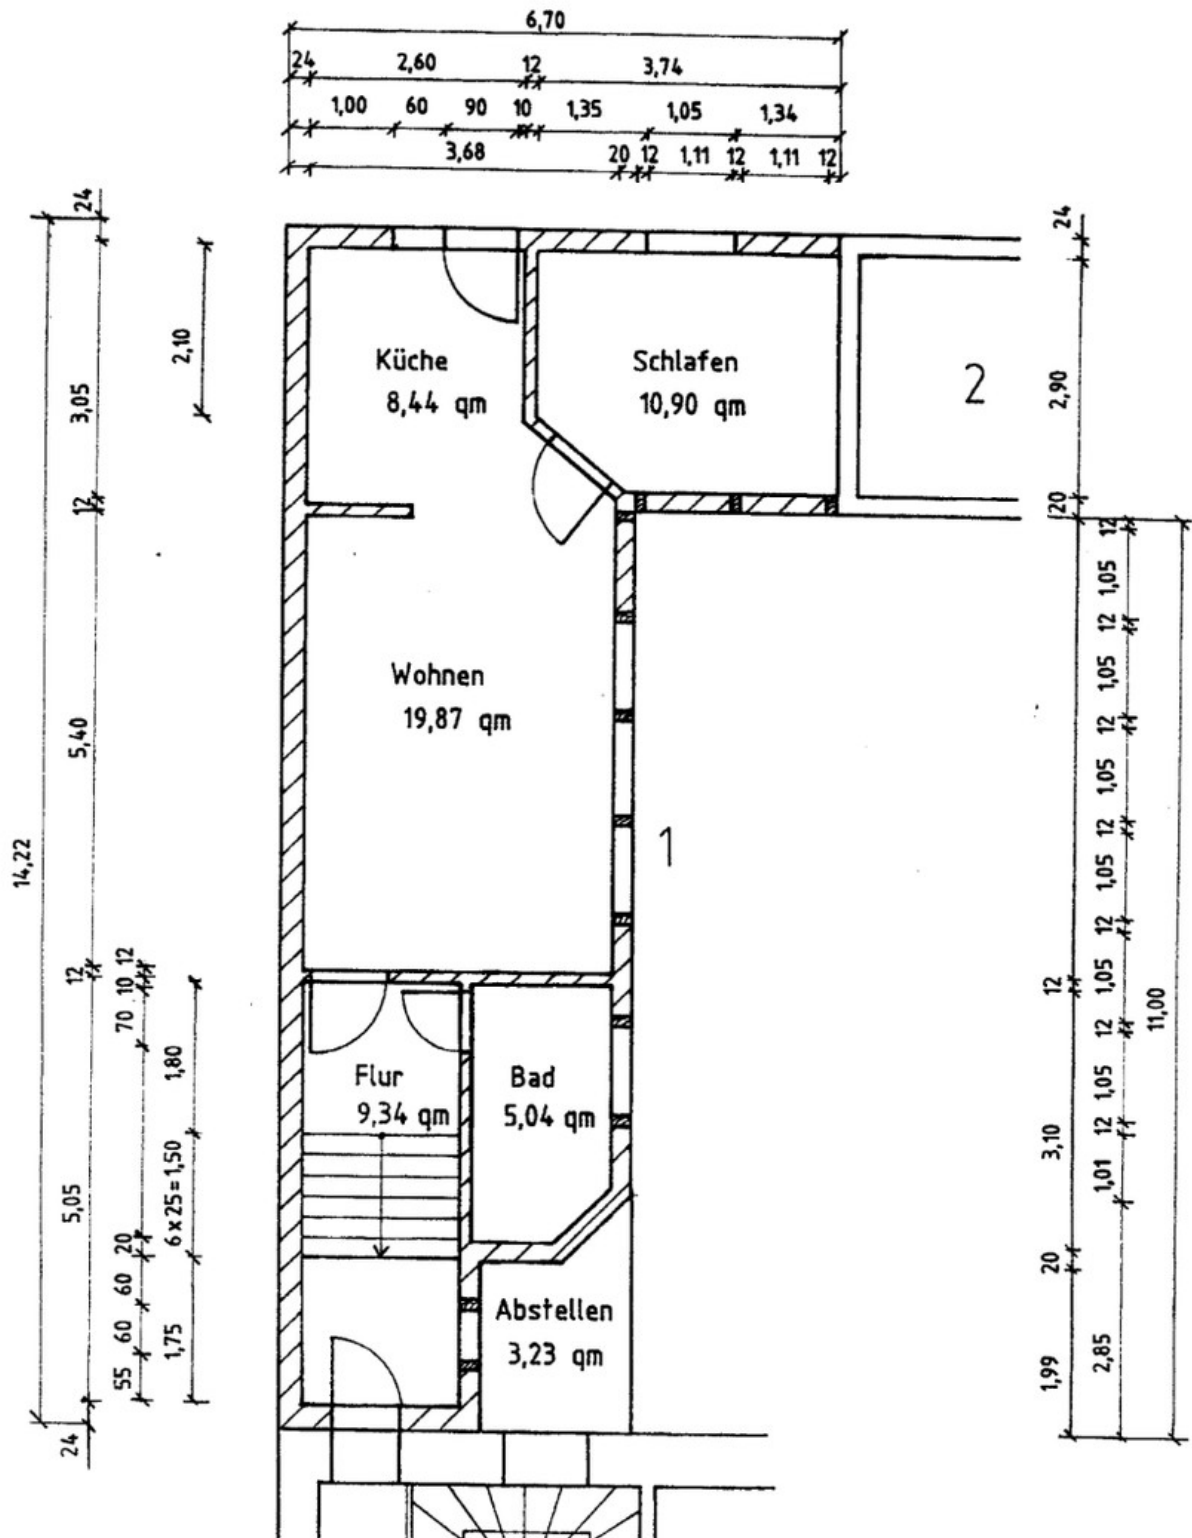 6,70
24 2,60 12 3,74
1,00 60 90 10 1,35 1,05 1,34
3,68 20 12 1,11 12 1,11 12
24
3,05
12
5,40
12
5,05
24
14,22
2,10
12
10
70
20
60
60
55
1,80
6 x 25 = 1,50
1,75
Küche
8,44 qm
Schlafen
10,90 qm
2
Wohnen
19,87 qm
1
Flur
9,34 qm
Bad
5,04 qm
Abstellen
3,23 qm
24
2,90
20
12
3,10
20
1,99
12
1,05
12
1,05
12
1,05
12
1,05
12
1,05
12
1,05
12
1,01
2,85
11,00